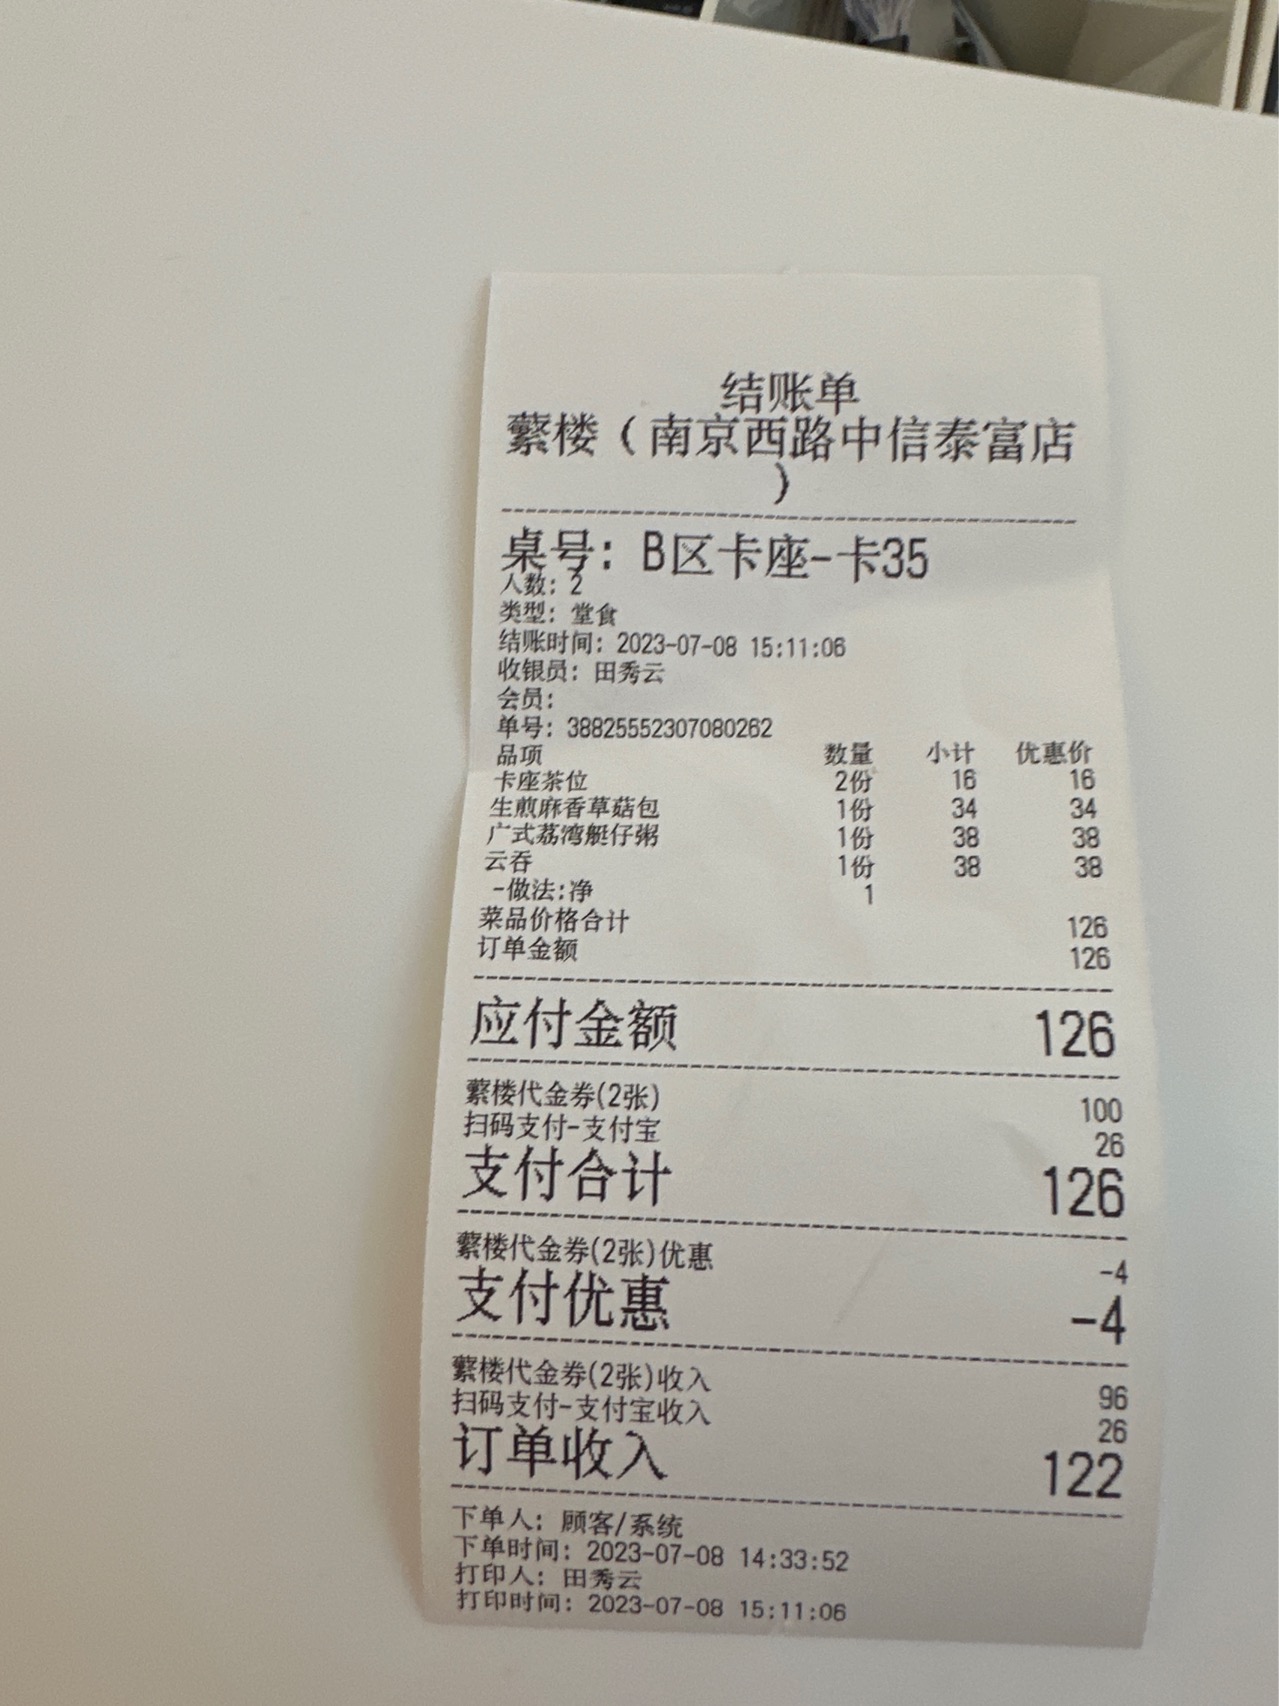 结账单
蘩楼（南京西路中信泰富店
）
桌号：B区卡座-卡35
人数：2
类型：堂食
结账时间：2023-07-08 15:11:06
收银员：田秀云
会员：
单号：38825552307080262
品项 数量 小计 优惠价
卡座茶位 2份 16 16
生煎麻香草菇包 1份 34 34
广式荔湾艇仔粥 1份 38 38
云吞 1份 38 38
-做法:净 1
菜品价格合计 126
订单金额 126
应付金额 126
蘩楼代金券(2张) 100
扫码支付-支付宝 26
支付合计 126
蘩楼代金券(2张)优惠 -4
支付优惠 -4
蘩楼代金券(2张)收入 96
扫码支付-支付宝收入 26
订单收入 122
下单人：顾客/系统
下单时间：2023-07-08 14:33:52
打印人：田秀云
打印时间：2023-07-08 15:11:06